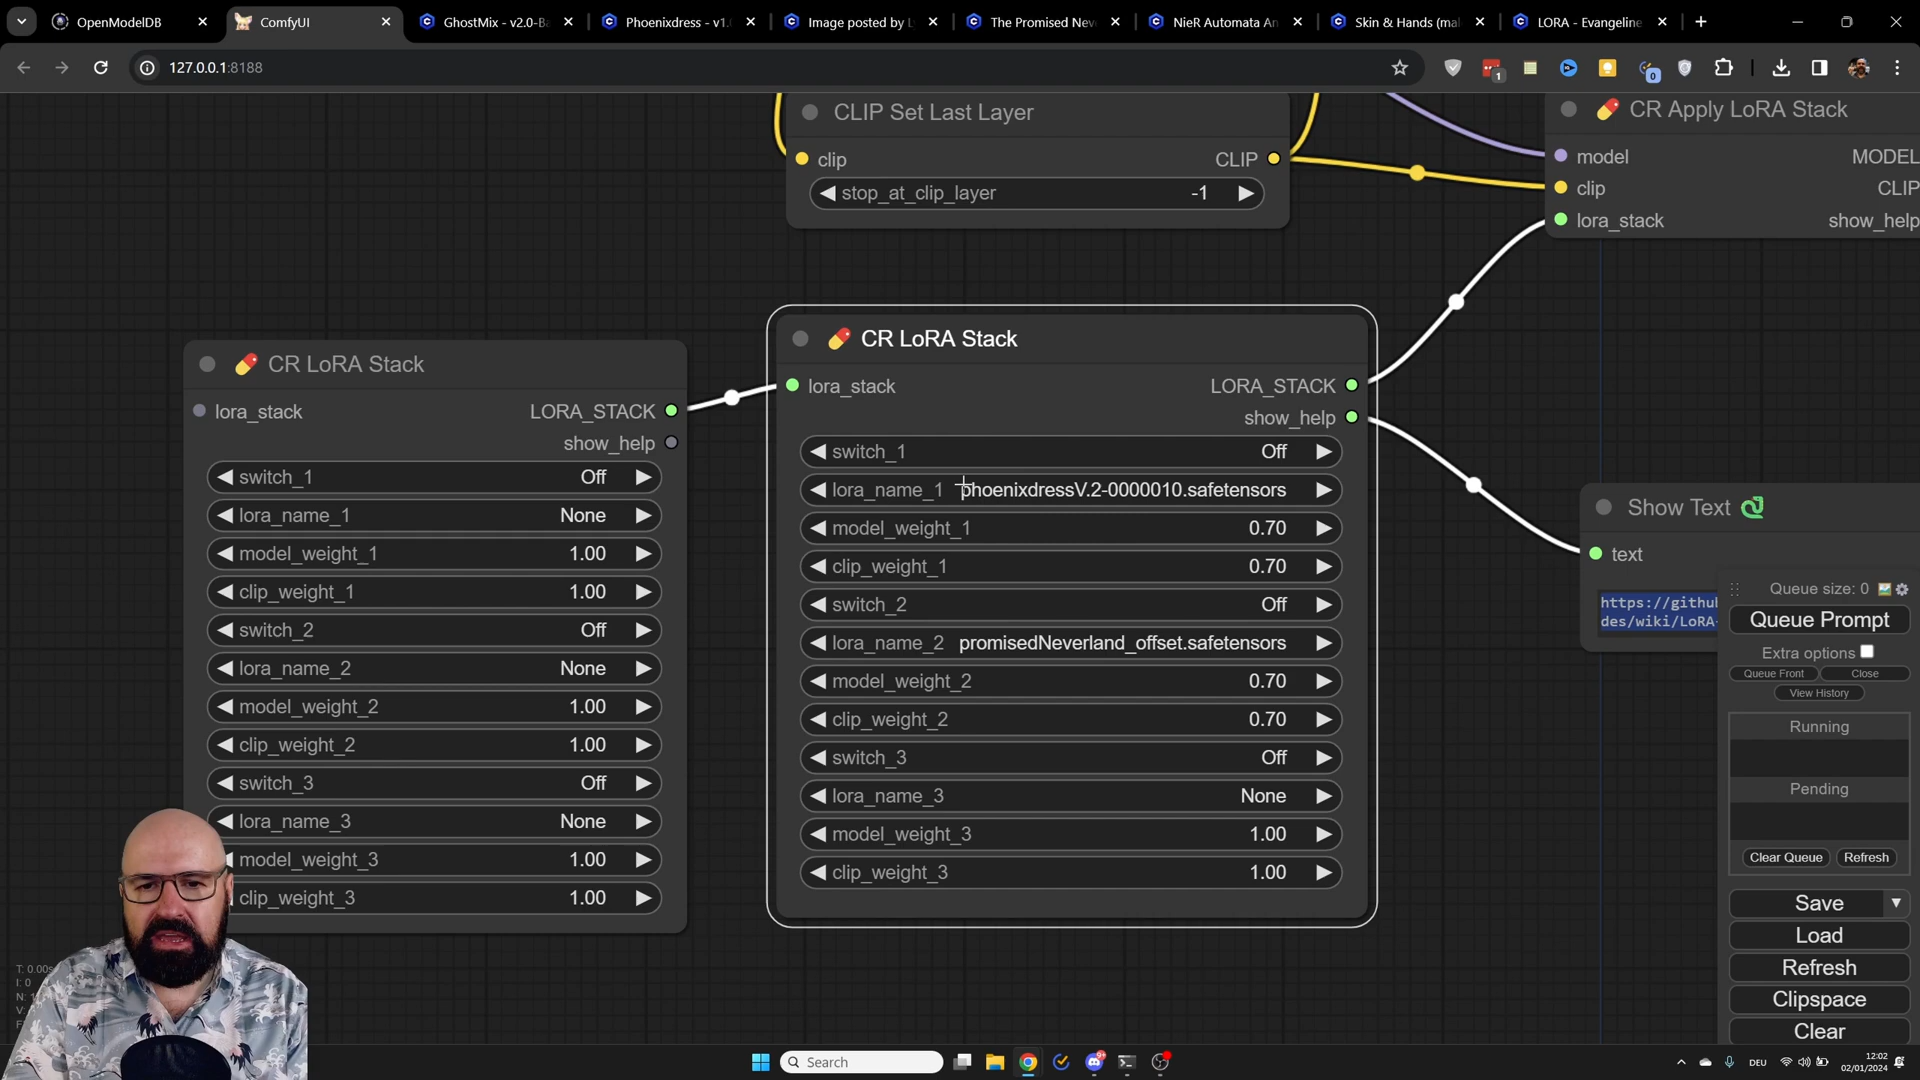 OpenModelDB
ComfyUI
GhostMix - v2.0-Ba
Phoenixdress - v1.
Image posted by L
The Promised Nev
NieR Automata An
Skin & Hands (mal
LORA - Evangeline
127.0.0.1:8188
1
0
CLIP Set Last Layer
clip CLIP
stop_at_clip_layer -1
CR Apply LoRA Stack
model MODEL
clip CLIP
lora_stack show_help
CR LoRA Stack
lora_stack LORA_STACK
show_help
switch_1 Off
lora_name_1 None
model_weight_1 1.00
clip_weight_1 1.00
switch_2 Off
lora_name_2 None
model_weight_2 1.00
clip_weight_2 1.00
switch_3 Off
lora_name_3 None
model_weight_3 1.00
clip_weight_3 1.00
CR LoRA Stack
lora_stack LORA_STACK
show_help
switch_1 Off
lora_name_1 phoenixdressV.2-0000010.safetensors
model_weight_1 0.70
clip_weight_1 0.70
switch_2 Off
lora_name_2 promisedNeverland_offset.safetensors
model_weight_2 0.70
clip_weight_2 0.70
switch_3 Off
lora_name_3 None
model_weight_3 1.00
clip_weight_3 1.00
Show Text
text
https://githu
des/wiki/LoRA-
Queue size: 0
Queue Prompt
Extra options
Queue Front Close
View History
Running
Pending
Clear Queue Refresh
Save
Load
Refresh
Clipspace
Clear
T: 0.00s
I: 0
N:
V:
F
Search
DEU
12:02
02/01/2024